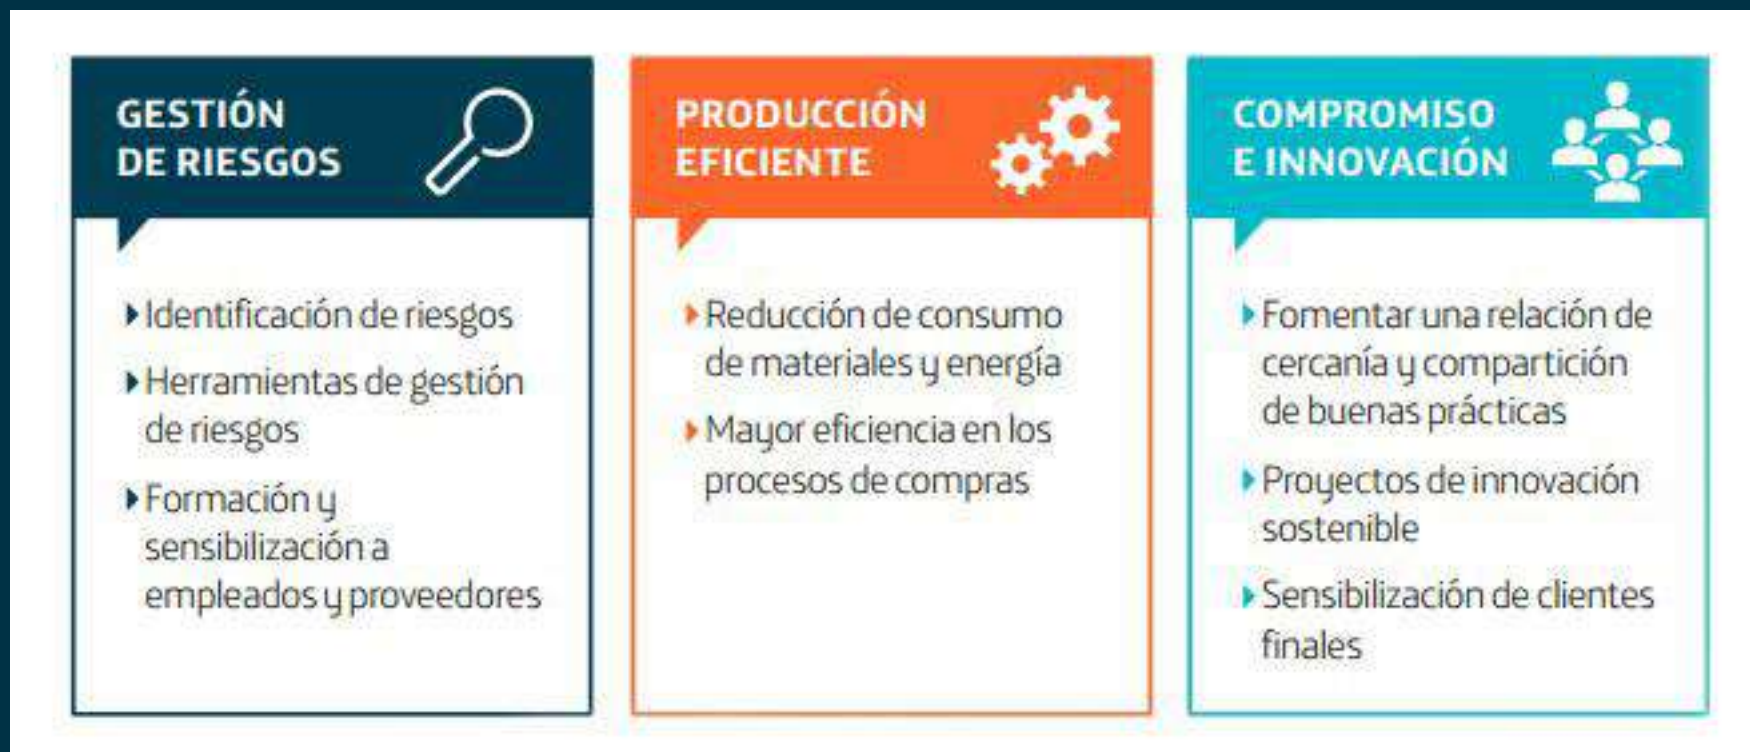 GESTIÓN
DE RIESGOS
Identificación de riesgos
Herramientas de gestión
de riesgos
Formación y
sensibilización a
empleados y proveedores
PRODUCCIÓN
EFICIENTE
Reducción de consumo
de materiales y energía
Mayor eficiencia en los
procesos de compras
COMPROMISO
E INNOVACIÓN
Fomentar una relación de
cercanía y compartición
de buenas prácticas
Proyectos de innovación
sostenible
Sensibilización de clientes
finales